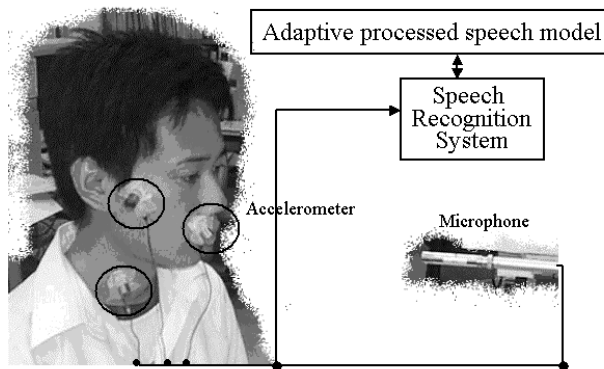 Adaptive processed speech model
Speech
Recognition
System
Accelerometer
Microphone